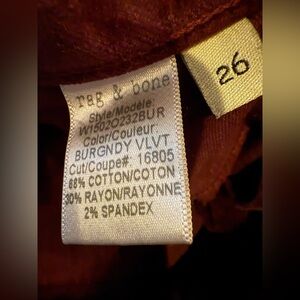 rag & bone
Style/Modele:
W1502O232BUR
Color/Couleur:
BURGNDY VLVT
Cut/Coupe# 16805
68% COTTON/COTON
30% RAYON/RAYONNE
2% SPANDEX
26